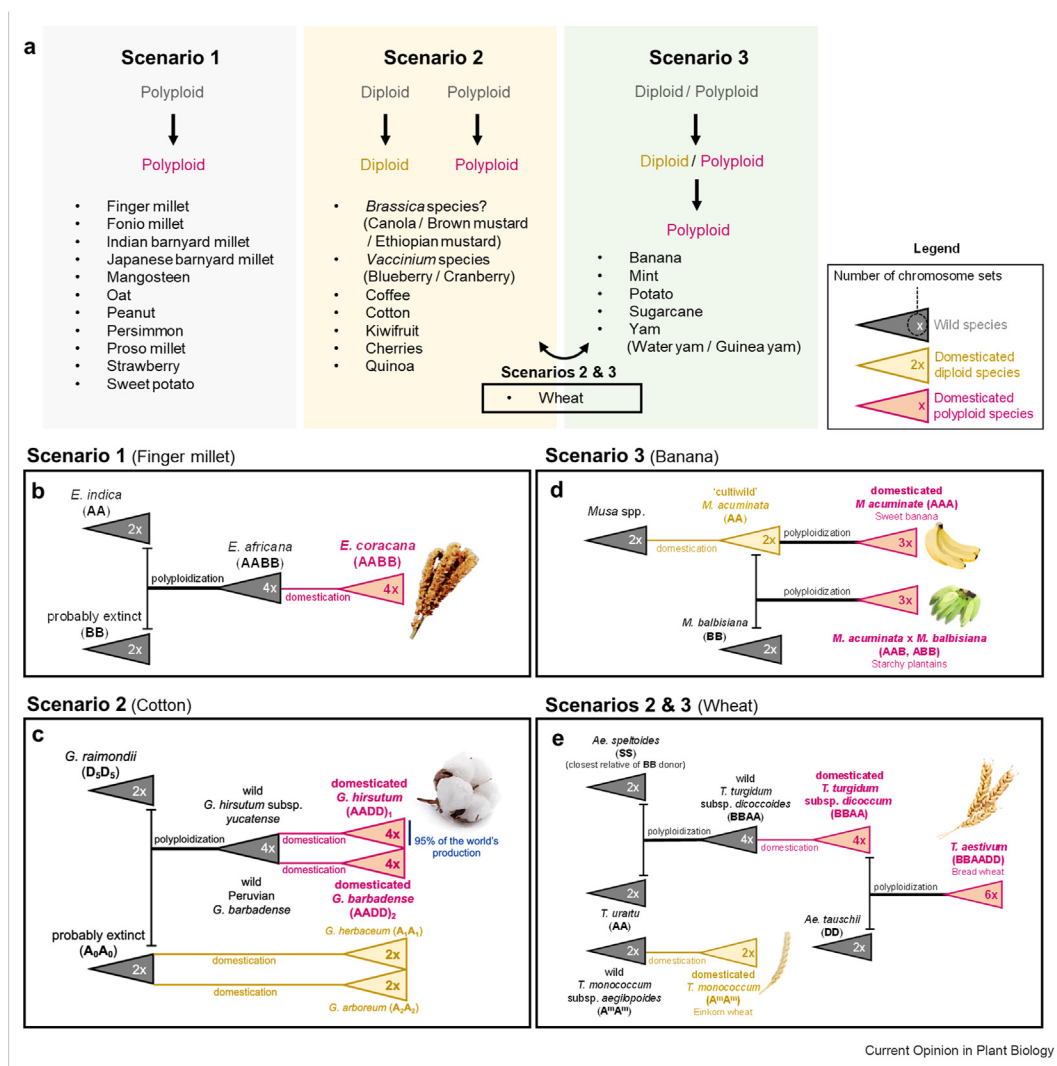 a
Scenario 1
Polyploid
Polyploid
• Finger millet
• Fonio millet
• Indian barnyard millet
• Japanese barnyard millet
• Mangosteen
• Oat
• Peanut
• Persimmon
• Proso millet
• Strawberry
• Sweet potato
Scenario 2
Diploid Polyploid
Diploid Polyploid
• Brassica species?
(Canola / Brown mustard
/ Ethiopian mustard)
• Vaccinium species
(Blueberry / Cranberry)
• Coffee
• Cotton
• Kiwifruit
• Cherries
• Quinoa
Scenario 3
Diploid / Polyploid
Diploid / Polyploid
Polyploid
• Banana
• Mint
• Potato
• Sugarcane
• Yam
(Water yam / Guinea yam)
Scenarios 2 & 3
• Wheat
Legend
Number of chromosome sets
x
Wild species
2x
Domesticated
diploid species
x
Domesticated
polyploid species
Scenario 1 (Finger millet)
b
E. indica
(AA)
2x
polyploidization
probably extinct
(BB)
2x
E. africana
(AABB)
4x
domestication
E. coracana
(AABB)
4x
Scenario 3 (Banana)
d
Musa spp.
2x
domestication
'cultiwild'
M. acuminata
(AA)
2x
polyploidization
domesticated
M acuminate (AAA)
Sweet banana
3x
polyploidization
3x
M. balbisiana
(BB)
2x
M. acuminata x M. balbisiana
(AAB, ABB)
Starchy plantains
Scenario 2 (Cotton)
c
G. raimondii
(D5D5)
2x
polyploidization
wild
G. hirsutum subsp.
yucatense
4x
wild
Peruvian
G. barbadense
domestication
domestication
domesticated
G. hirsutum
(AADD)1
4x
4x
95% of the world's
production
domesticated
G. barbadense
(AADD)2
probably extinct
(A0A0)
2x
domestication
domestication
G. herbaceum (A1A1)
2x
2x
G. arboreum (A2A2)
Scenarios 2 & 3 (Wheat)
e
Ae. speltoides
(SS)
(closest relative of BB donor)
2x
polyploidization
2x
T. urartu
(AA)
wild
T. turgidum
subsp. dicoccoides
(BBAA)
4x
domestication
domesticated
T. turgidum
subsp. dicoccum
(BBAA)
4x
polyploidization
T. aestivum
(BBAADD)
Bread wheat
6x
Ae. tauschii
(DD)
2x
2x
wild
T. monococcum
subsp. aegilopoides
(AᵐAᵐ)
domestication
2x
domesticated
T. monococcum
(AᵐAᵐ)
Einkorn wheat
Current Opinion in Plant Biology